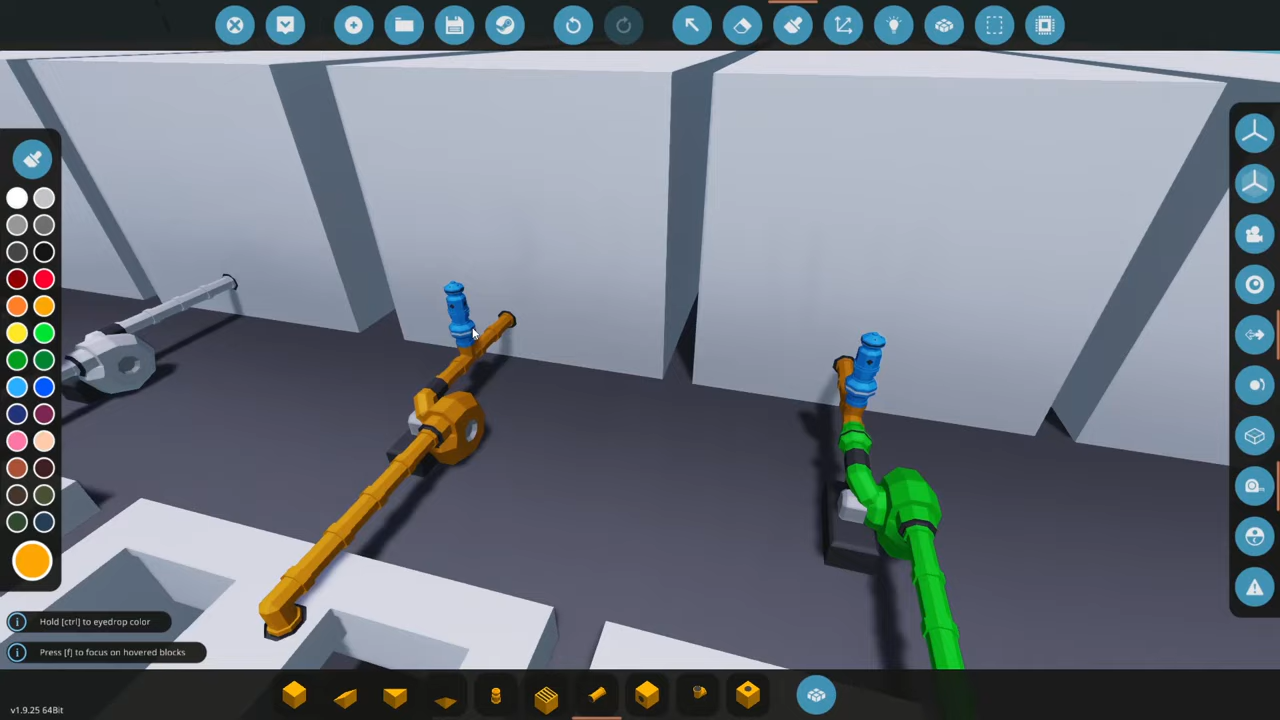 Hold [ctrl] to eyedrop color
Press [f] to focus on hovered blocks
v1.9.25 64Bit